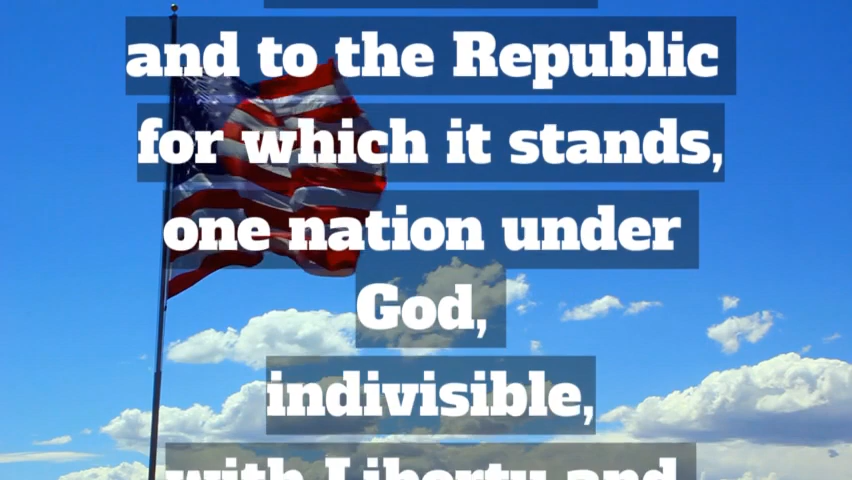 and to the Republic
for which it stands,
one nation under
God,
indivisible,
with Liberty and